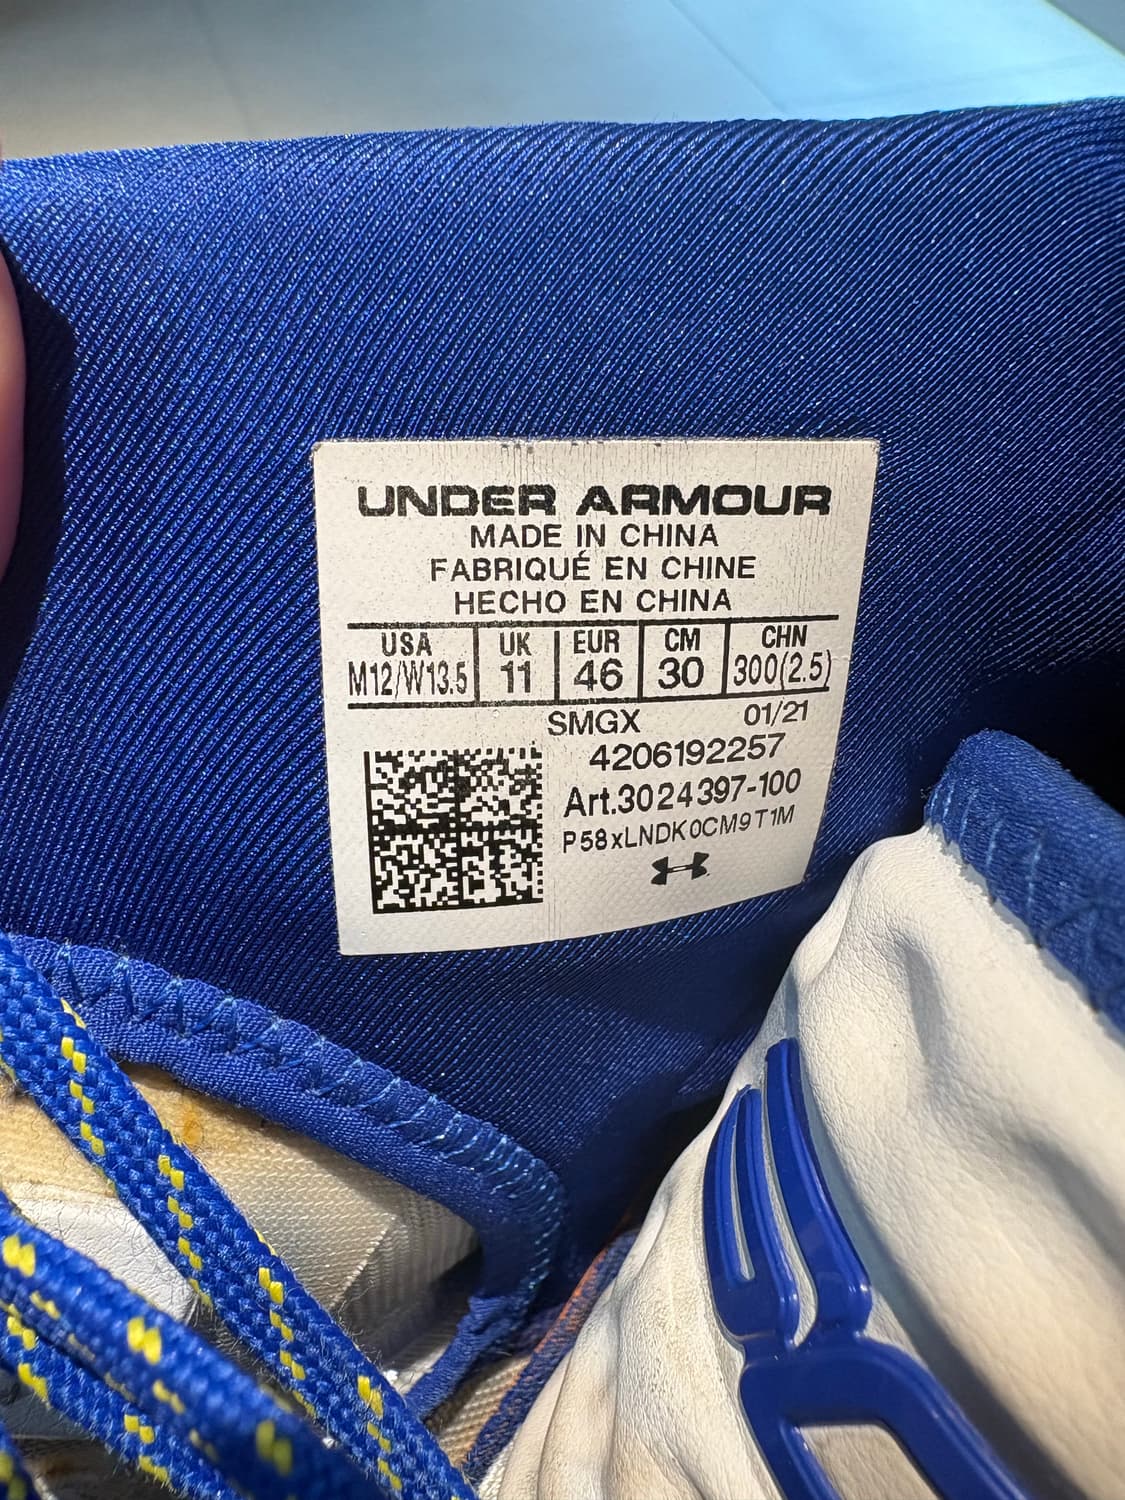 UNDER ARMOUR
MADE IN CHINA
FABRIQUÉ EN CHINE
HECHO EN CHINA
USA UK EUR CM CHN
M12/W13.5 11 46 30 300(2.5)
SMGX 01/21
4206192257
Art.3024397-100
P58xLNDK0CM9T1M